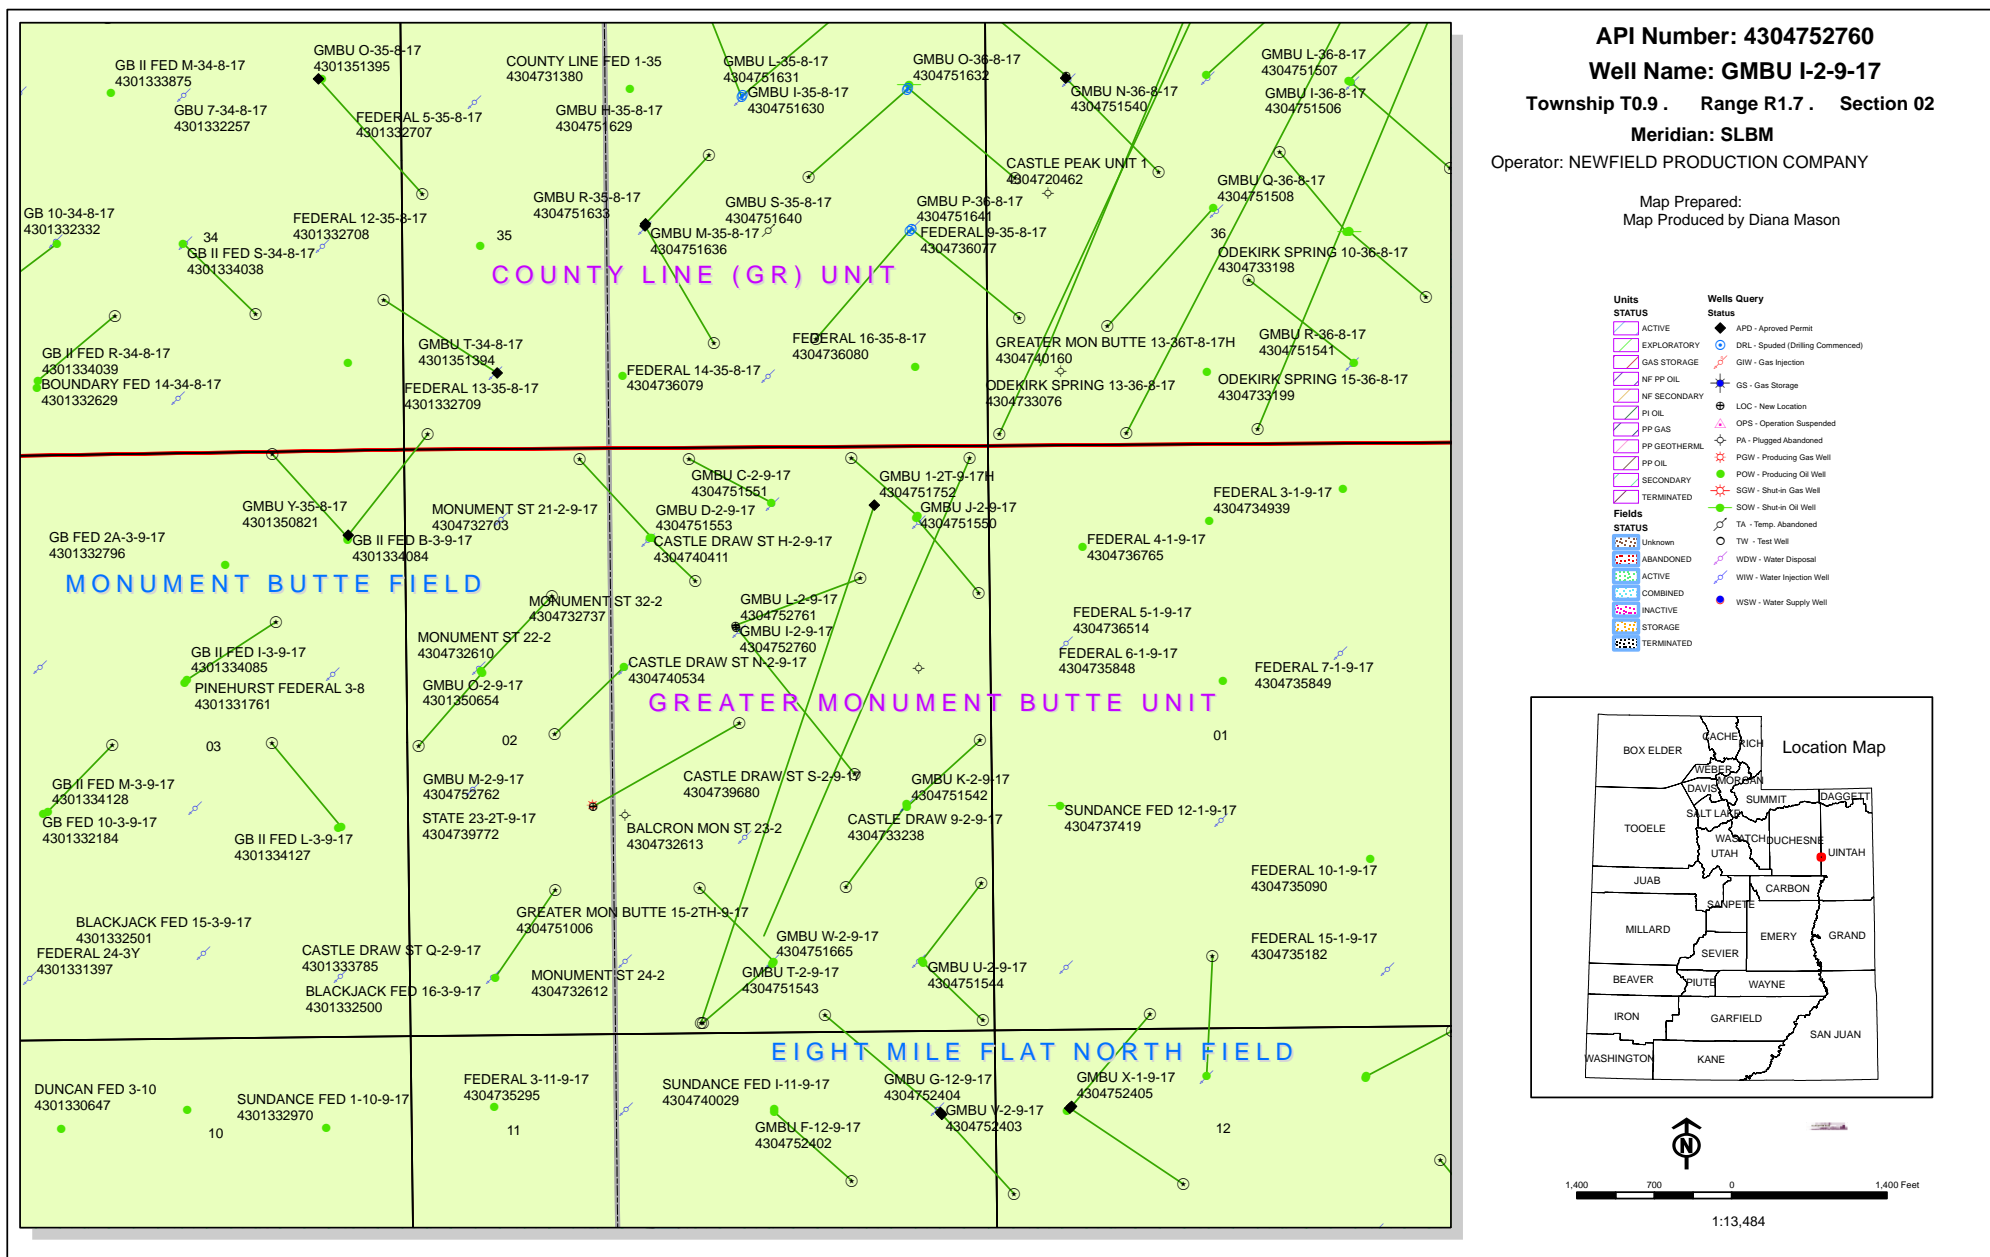 API Number: 4304752760
Well Name: GMBU I-2-9-17
Township T0.9 . Range R1.7 . Section 02
Meridian: SLBM
Operator: NEWFIELD PRODUCTION COMPANY
Map Prepared:
Map Produced by Diana Mason
GB II FED M-34-8-17
4301333875
GBU 7-34-8-17
4301332257
GMBU O-35-8-17
4301351395
FEDERAL 5-35-8-17
4301332707
COUNTY LINE FED 1-35
4304731380
GMBU H-35-8-17
4304751629
GMBU L-35-8-17
4304751631
GMBU I-35-8-17
4304751630
GMBU O-36-8-17
4304751632
GMBU N-36-8-17
4304751540
GMBU L-36-8-17
4304751507
GMBU I-36-8-17
4304751506
CASTLE PEAK UNIT 1
4304720462
GMBU Q-36-8-17
4304751508
GB 10-34-8-17
4301332332
34
GB II FED S-34-8-17
4301334038
FEDERAL 12-35-8-17
4301332708
35
GMBU R-35-8-17
4304751633
GMBU M-35-8-17
4304751636
GMBU S-35-8-17
4304751640
GMBU P-36-8-17
4304751641
FEDERAL 9-35-8-17
4304736077
36
ODEKIRK SPRING 10-36-8-17
4304733198
COUNTY LINE (GR) UNIT
GB II FED R-34-8-17
4301334039
BOUNDARY FED 14-34-8-17
4301332629
GMBU T-34-8-17
4301351394
FEDERAL 13-35-8-17
4301332709
FEDERAL 14-35-8-17
4304736079
FEDERAL 16-35-8-17
4304736080
GREATER MON BUTTE 13-36T-8-17H
4304740160
ODEKIRK SPRING 13-36-8-17
4304733076
GMBU R-36-8-17
4304751541
ODEKIRK SPRING 15-36-8-17
4304733199
GMBU Y-35-8-17
4301350821
GB FED 2A-3-9-17
4301332796
GB II FED B-3-9-17
4301334084
MONUMENT ST 21-2-9-17
4304732703
GMBU C-2-9-17
4304751551
GMBU D-2-9-17
4304751553
CASTLE DRAW ST H-2-9-17
4304740411
GMBU 1-2T-9-17H
4304751752
GMBU J-2-9-17
4304751550
FEDERAL 3-1-9-17
4304734939
FEDERAL 4-1-9-17
4304736765
MONUMENT BUTTE FIELD
MONUMENT ST 32-2
4304732737
GMBU L-2-9-17
4304752761
GMBU I-2-9-17
4304752760
MONUMENT ST 22-2
4304732610
GMBU O-2-9-17
4301350654
CASTLE DRAW ST N-2-9-17
4304740534
FEDERAL 5-1-9-17
4304736514
FEDERAL 6-1-9-17
4304735848
FEDERAL 7-1-9-17
4304735849
GB II FED I-3-9-17
4301334085
PINEHURST FEDERAL 3-8
4301331761
GREATER MONUMENT BUTTE UNIT
03
02
01
GB II FED M-3-9-17
4301334128
GB FED 10-3-9-17
4301332184
GB II FED L-3-9-17
4301334127
GMBU M-2-9-17
4304752762
STATE 23-2T-9-17
4304739772
CASTLE DRAW ST S-2-9-17
4304739680
BALCRON MON ST 23-2
4304732613
GMBU K-2-9-17
4304751542
CASTLE DRAW 9-2-9-17
4304733238
SUNDANCE FED 12-1-9-17
4304737419
FEDERAL 10-1-9-17
4304735090
BLACKJACK FED 15-3-9-17
4301332501
FEDERAL 24-3Y
4301331397
CASTLE DRAW ST Q-2-9-17
4301333785
BLACKJACK FED 16-3-9-17
4301332500
GREATER MON BUTTE 15-2TH-9-17
4304751006
MONUMENT ST 24-2
4304732612
GMBU W-2-9-17
4304751665
GMBU T-2-9-17
4304751543
GMBU U-2-9-17
4304751544
FEDERAL 15-1-9-17
4304735182
EIGHT MILE FLAT NORTH FIELD
DUNCAN FED 3-10
4301330647
SUNDANCE FED 1-10-9-17
4301332970
10
FEDERAL 3-11-9-17
4304735295
11
SUNDANCE FED I-11-9-17
4304740029
GMBU F-12-9-17
4304752402
GMBU G-12-9-17
4304752404
GMBU V-2-9-17
4304752403
GMBU X-1-9-17
4304752405
12
Units
STATUS
ACTIVE
EXPLORATORY
GAS STORAGE
NF PP OIL
NF SECONDARY
PI OIL
PP GAS
PP GEOTHERML
PP OIL
SECONDARY
TERMINATED
Fields
STATUS
Unknown
ABANDONED
ACTIVE
COMBINED
INACTIVE
STORAGE
TERMINATED
Wells Query
Status
APD - Aproved Permit
DRL - Spuded (Drilling Commenced)
GIW - Gas Injection
GS - Gas Storage
LOC - New Location
OPS - Operation Suspended
PA - Plugged Abandoned
PGW - Producing Gas Well
POW - Producing Oil Well
SGW - Shut-in Gas Well
SOW - Shut-in Oil Well
TA - Temp. Abandoned
TW - Test Well
WDW - Water Disposal
WIW - Water Injection Well
WSW - Water Supply Well
Location Map
BOX ELDER
CACHE
RICH
WEBER
MORGAN
DAVIS
SUMMIT
DAGGETT
SALT LAKE
TOOELE
WASATCH
DUCHESNE
UINTAH
UTAH
JUAB
CARBON
SANPETE
MILLARD
EMERY
GRAND
SEVIER
BEAVER
PIUTE
WAYNE
IRON
GARFIELD
SAN JUAN
WASHINGTON
KANE
N
1,400 700 0 1,400 Feet
1:13,484